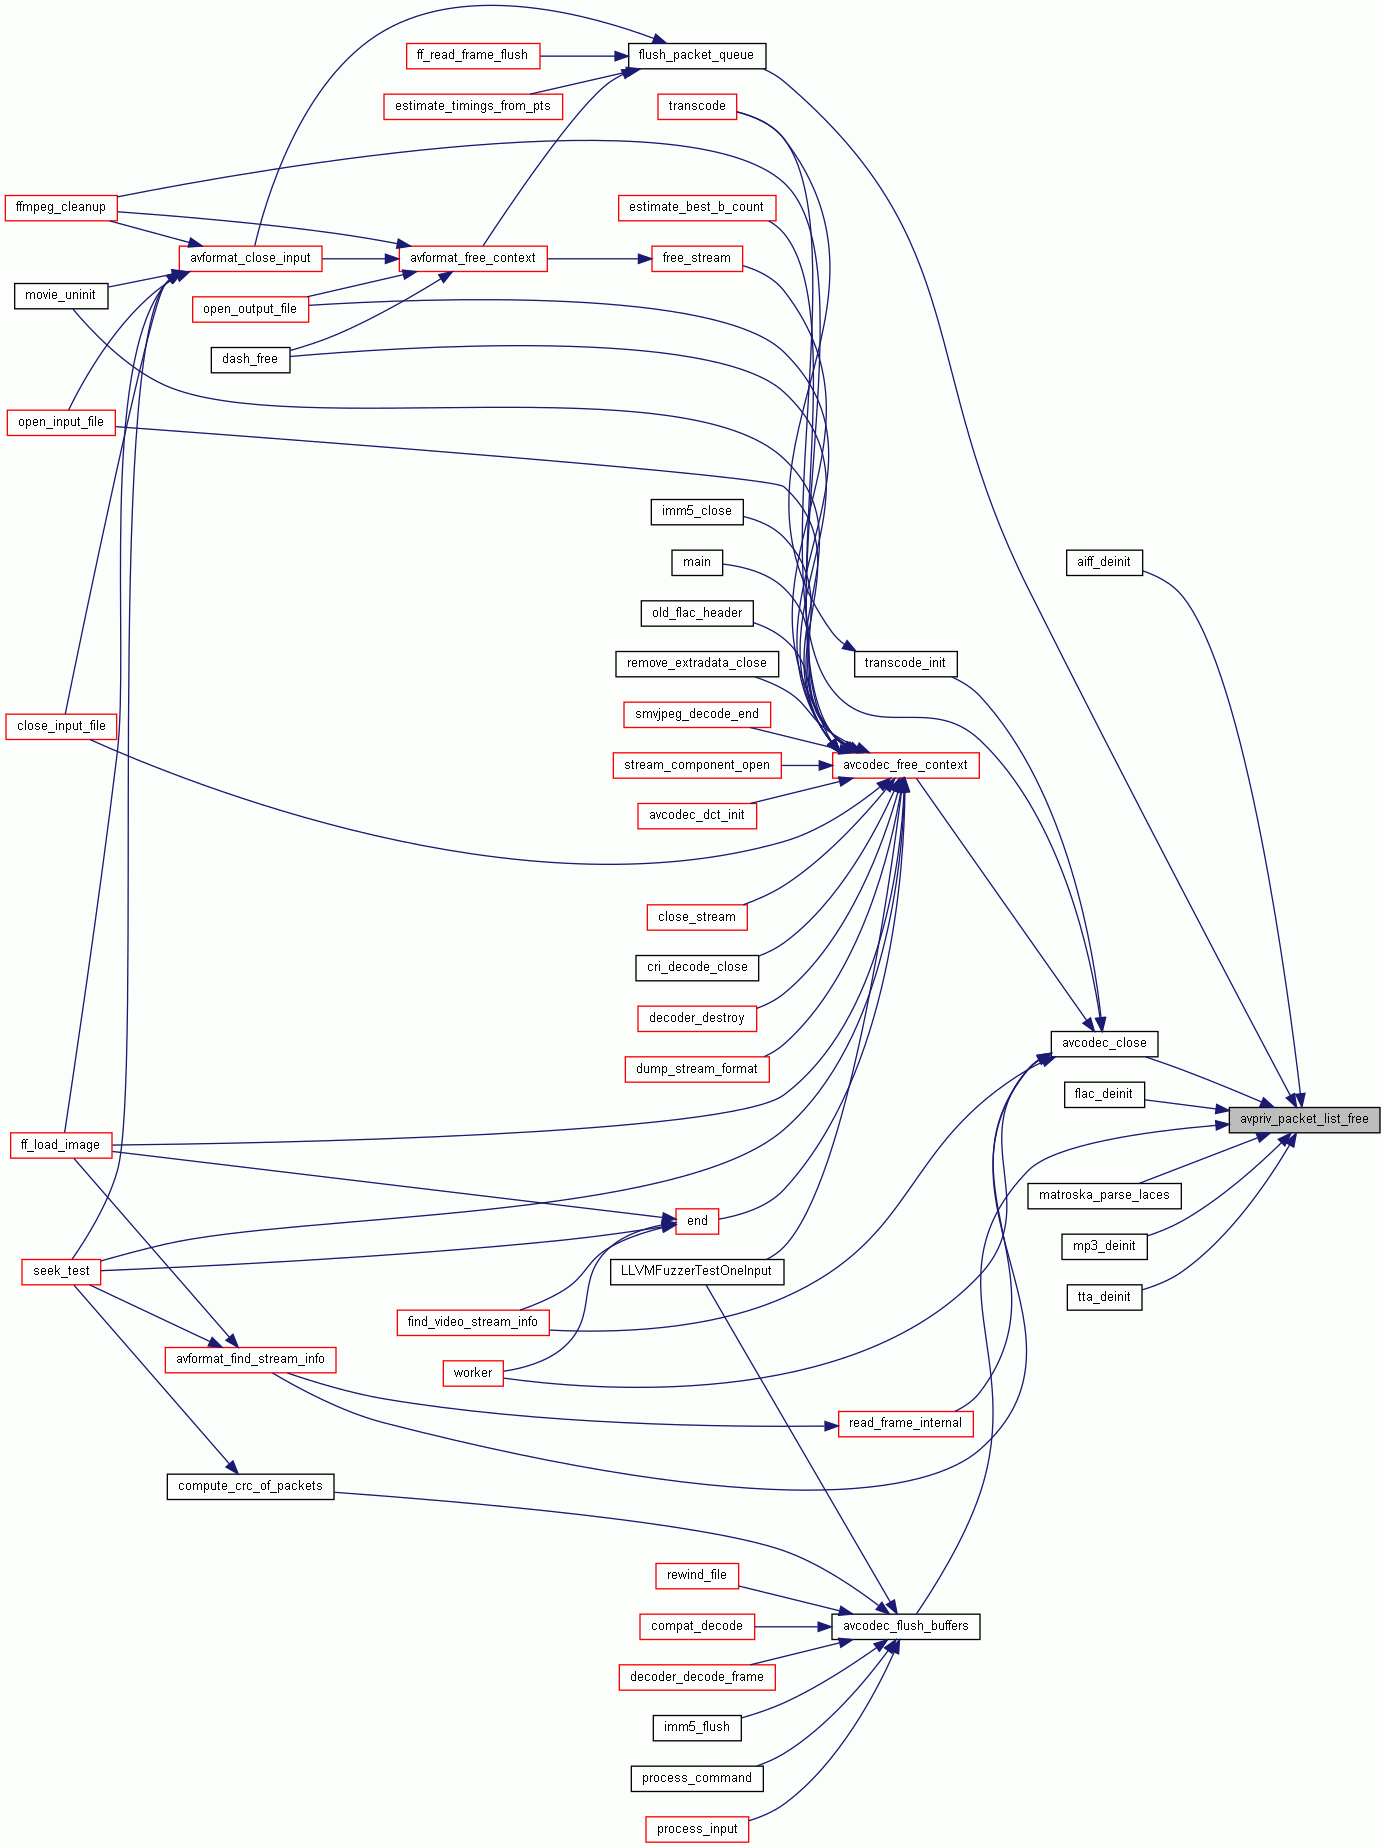 flush_packet_queue
ff_read_frame_flush
estimate_timings_from_pts
transcode
ffmpeg_cleanup
estimate_best_b_count
avformat_close_input
avformat_free_context
free_stream
movie_uninit
open_output_file
dash_free
open_input_file
imm5_close
main
aiff_deinit
old_flac_header
remove_extradata_close
transcode_init
smvjpeg_decode_end
close_input_file
stream_component_open
avcodec_free_context
avcodec_dct_init
close_stream
cri_decode_close
decoder_destroy
avcodec_close
dump_stream_format
flac_deinit
avpriv_packet_list_free
ff_load_image
matroska_parse_laces
end
mp3_deinit
seek_test
LLVMFuzzerTestOneInput
tta_deinit
find_video_stream_info
avformat_find_stream_info
worker
read_frame_internal
compute_crc_of_packets
rewind_file
compat_decode
avcodec_flush_buffers
decoder_decode_frame
imm5_flush
process_command
process_input